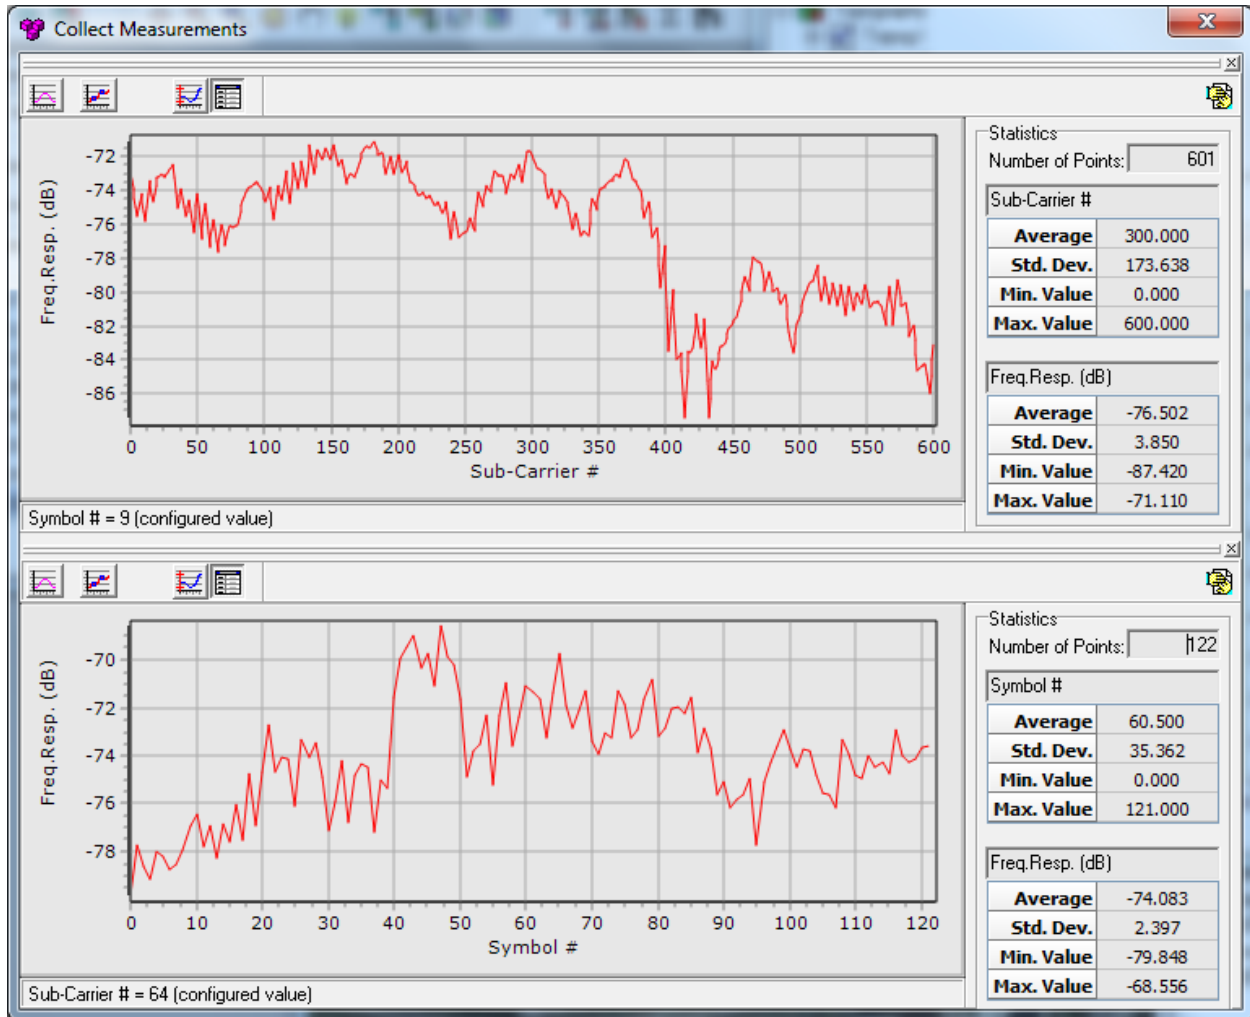 Collect Measurements
Statistics
Number of Points: 601
Sub-Carrier #
Average 300.000
Std. Dev. 173.638
Min. Value 0.000
Max. Value 600.000
Freq.Resp. (dB)
Average -76.502
Std. Dev. 3.850
Min. Value -87.420
Max. Value -71.110
Freq.Resp. (dB)
-72
-74
-76
-78
-80
-82
-84
-86
0 50 100 150 200 250 300 350 400 450 500 550 600
Sub-Carrier #
Symbol # = 9 (configured value)
Statistics
Number of Points: 122
Symbol #
Average 60.500
Std. Dev. 35.362
Min. Value 0.000
Max. Value 121.000
Freq.Resp. (dB)
Average -74.083
Std. Dev. 2.397
Min. Value -79.848
Max. Value -68.556
Freq.Resp. (dB)
-70
-72
-74
-76
-78
0 10 20 30 40 50 60 70 80 90 100 110 120
Symbol #
Sub-Carrier # = 64 (configured value)